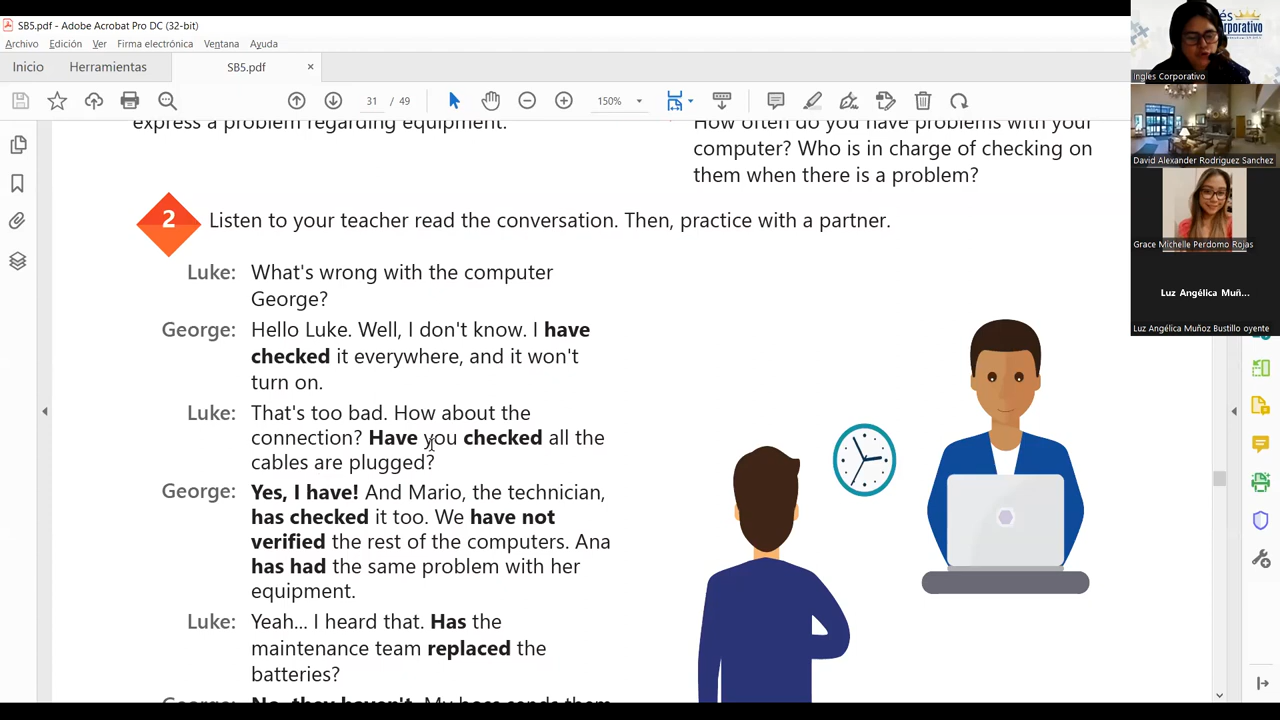 SB5.pdf - Adobe Acrobat Pro DC (32-bit)
Archivo Edición Ver Firma electrónica Ventana Ayuda
Inicio Herramientas SB5.pdf ×
31 / 49 150%
express a problem regarding equipment.
How often do you have problems with your
computer? Who is in charge of checking on
them when there is a problem?
2 Listen to your teacher read the conversation. Then, practice with a partner.
Luke: What's wrong with the computer
George?
George: Hello Luke. Well, I don't know. I have
checked it everywhere, and it won't
turn on.
Luke: That's too bad. How about the
connection? Have you checked all the
cables are plugged?
George: Yes, I have! And Mario, the technician,
has checked it too. We have not
verified the rest of the computers. Ana
has had the same problem with her
equipment.
Luke: Yeah... I heard that. Has the
maintenance team replaced the
batteries?
George: No, they haven't. My boss sends them
Ingles Corporativo
David Alexander Rodriguez Sanchez
Grace Michelle Perdomo Rojas
Luz Angélica Muñ...
Luz Angélica Muñoz Bustillo oyente